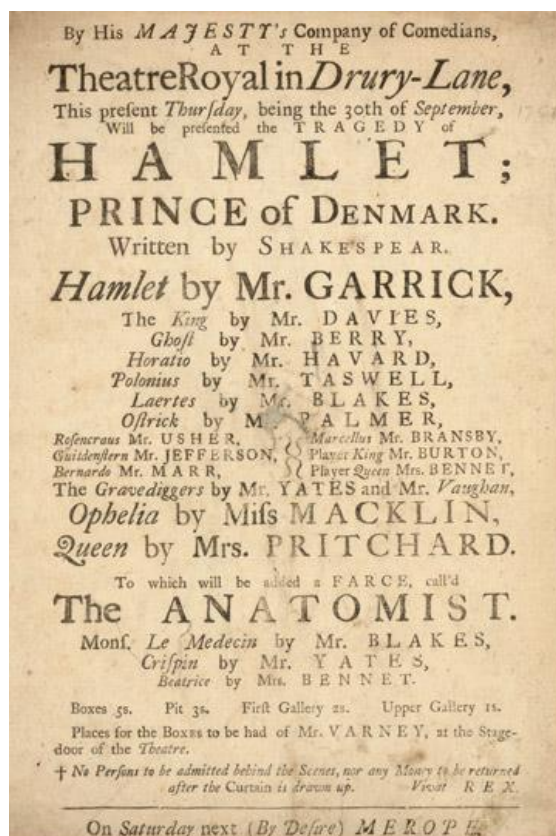 By His MAJESTY's Company of Comedians,
AT THE
TheatreRoyal in Drury-Lane,
This preſent Thurſday, being the 30th of September,
Will be preſented the TRAGEDY of
HAMLET;
PRINCE of DENMARK.
Written by SHAKESPEAR.
Hamlet by Mr. GARRICK,
The King by Mr. DAVIES,
Ghoſt by Mr. BERRY,
Horatio by Mr. HAVARD,
Polonius by Mr. TASWELL,
Laertes by Mr. BLAKES,
Oſtrick by Mr. PALMER,
Roſencraus Mr. USHER, Marcellus Mr. BRANSBY,
Guildenſtern Mr. JEFFERSON, Player King Mr. BURTON,
Bernardo Mr. MARR, Player Queen Mrs. BENNET,
The Gravediggers by Mr. YATES and Mr. Vaughan,
Ophelia by Miſs MACKLIN,
Queen by Mrs. PRITCHARD.
To which will be added a FARCE, call'd
The ANATOMIST.
Monſ. Le Medecin by Mr. BLAKES,
Criſpin by Mr. YATES,
Beatrice by Mrs. BENNET.
Boxes 5s. Pit 3s. Firſt Gallery 2s. Upper Gallery 1s.
Places for the BOXES to be had of Mr. VARNEY, at the Stage-
door of the Theatre.
† No Perſons to be admitted behind the Scenes, nor any Money to be returned
after the Curtain is drawn up. Vivat REX.
On Saturday next (By Deſire) MEROPE.